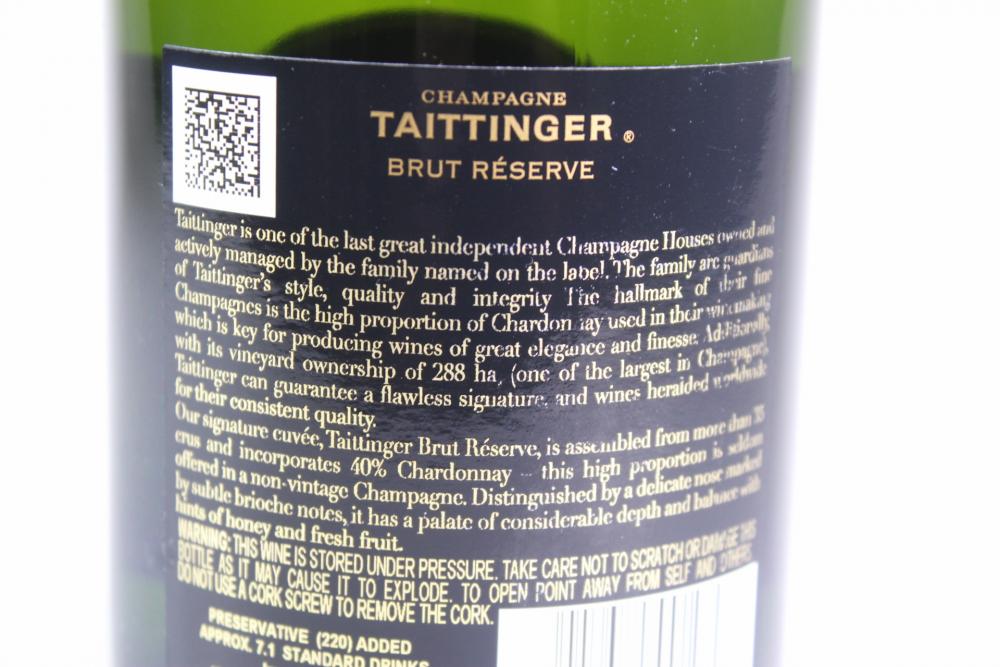 CHAMPAGNE
TAITTINGER ®
BRUT RÉSERVE
Taittinger is one of the last great independent Champagne Houses owned and
actively managed by the family named on the label. The family are guardians
of Taittinger's style, quality and integrity The hallmark of their fine
Champagnes is the high proportion of Chardonnay used in their winemaking
which is key for producing wines of great elegance and finesse. Additionally,
with its vineyard ownership of 288 ha, (one of the largest in Champagne),
Taittinger can guarantee a flawless signature, and wines heralded worldwide
for their consistent quality.
Our signature cuvée, Taittinger Brut Réserve, is assembled from more than 35
crus and incorporates 40% Chardonnay – this high proportion is seldom
offered in a non-vintage Champagne. Distinguished by a delicate nose marked
by subtle brioche notes, it has a palate of considerable depth and balance with
hints of honey and fresh fruit.
WARNING: THIS WINE IS STORED UNDER PRESSURE. TAKE CARE NOT TO SCRATCH OR DAMAGE THIS
BOTTLE AS IT MAY CAUSE IT TO EXPLODE. TO OPEN POINT AWAY FROM SELF AND OTHERS.
DO NOT USE A CORK SCREW TO REMOVE THE CORK.
PRESERVATIVE (220) ADDED
APPROX. 7.1 STANDARD DRINKS